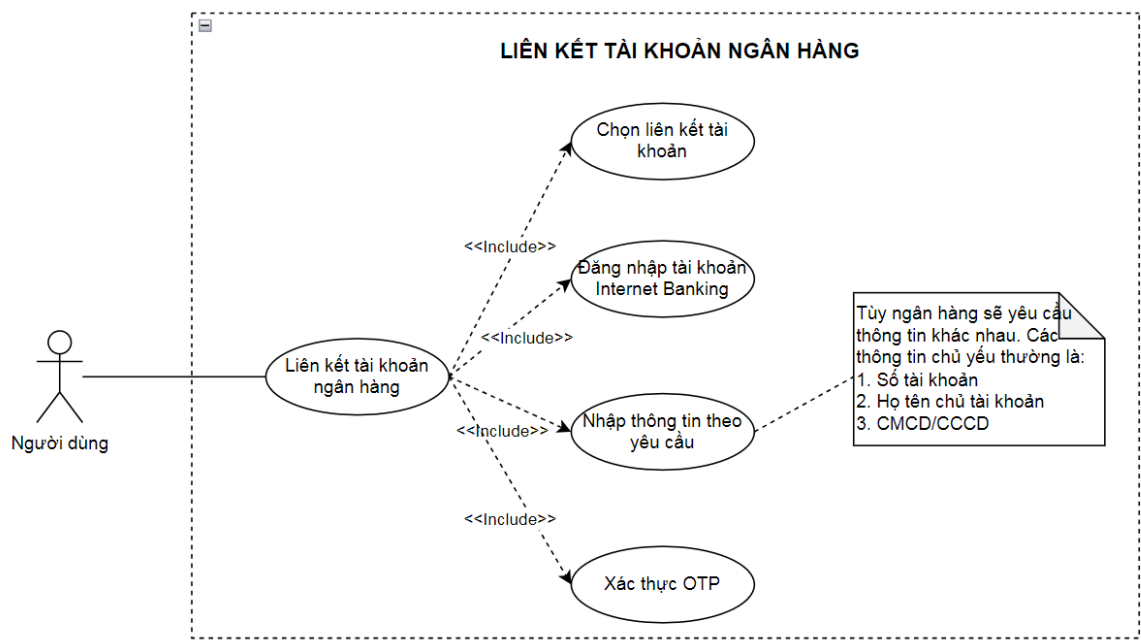 LIÊN KẾT TÀI KHOẢN NGÂN HÀNG
Chọn liên kết tài
khoản
<<Include>>
Đăng nhập tài khoản
Internet Banking
<<Include>>
Liên kết tài khoản
ngân hàng
Người dùng
Nhập thông tin theo
yêu cầu
<<Include>>
Tùy ngân hàng sẽ yêu cầu
thông tin khác nhau. Các
thông tin chủ yếu thường là:
1. Số tài khoản
2. Họ tên chủ tài khoản
3. CMCD/CCCD
<<Include>>
Xác thực OTP